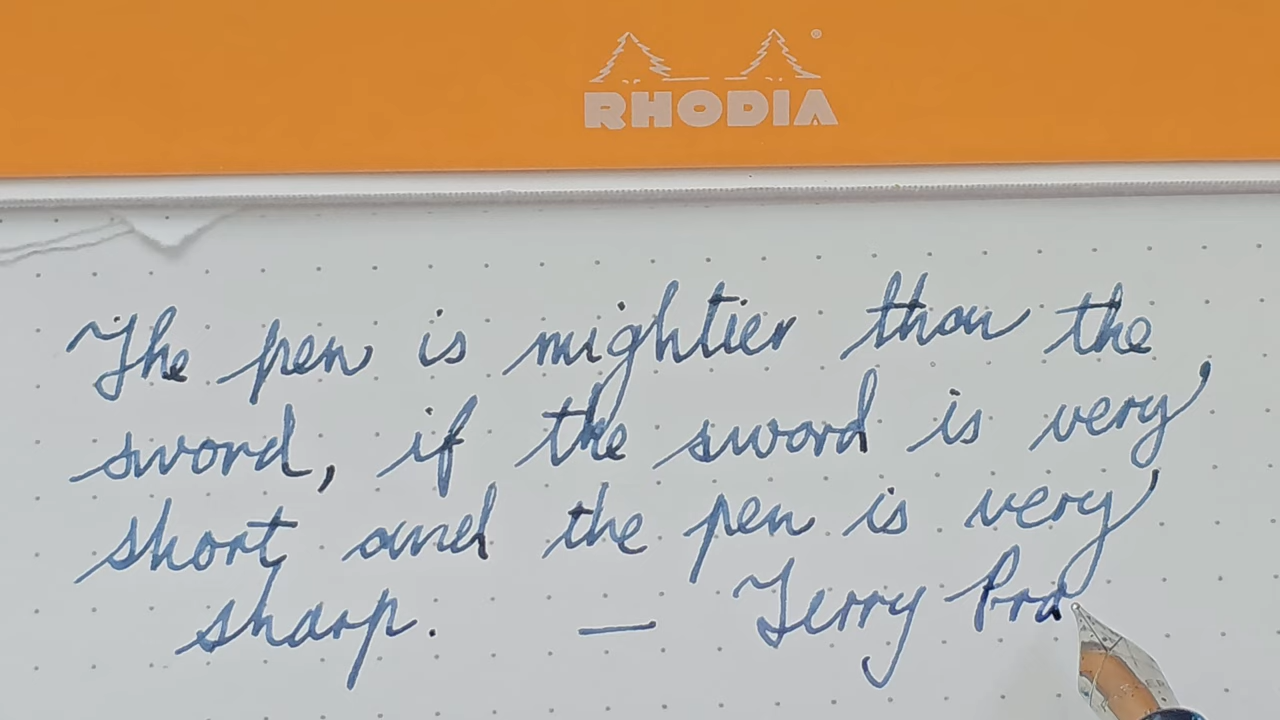 RHODIA
The pen is mightier than the
sword, if the sword is very
short and the pen is very
sharp. — Terry Pra